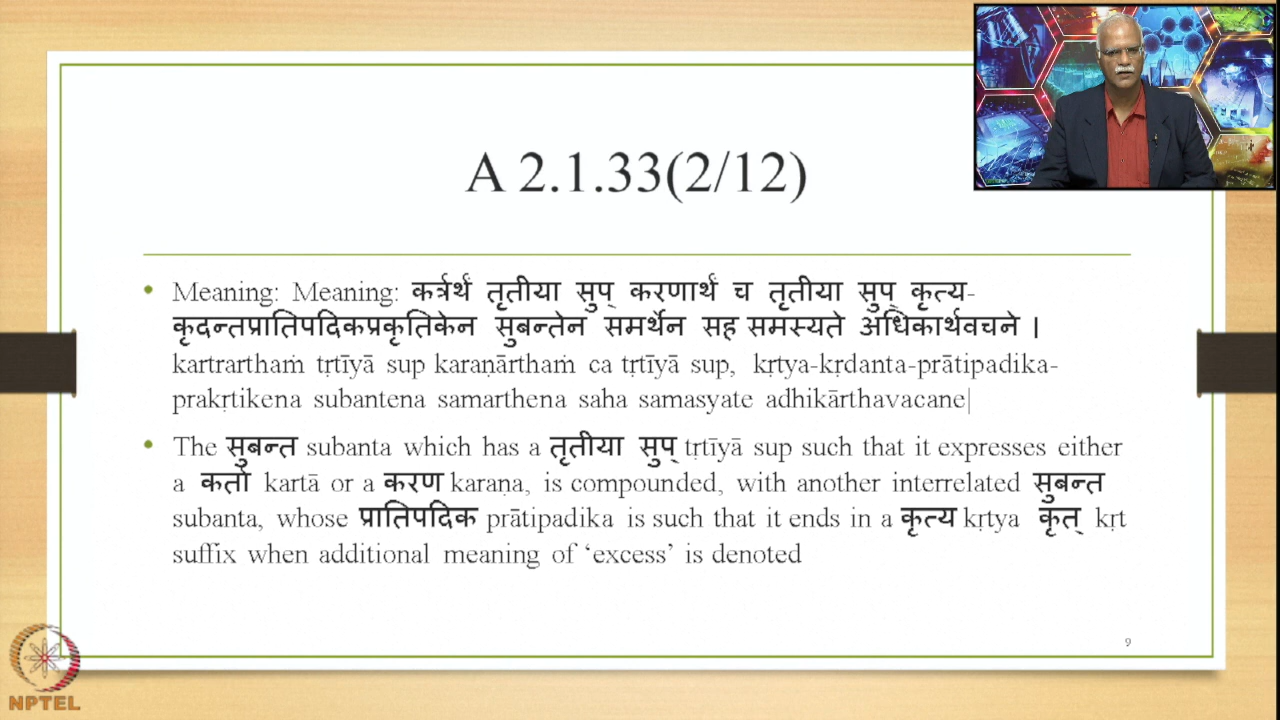 A 2.1.33(2/12)
• Meaning: Meaning: कर्त्रर्थं तृतीया सुप् करणार्थं च तृतीया सुप् कृत्य-
कृदन्तप्रातिपदिकप्रकृतिकेन सुबन्तेन समर्थेन सह समस्यते अधिकार्थवचने ।
kartrarthaṁ tṛtīyā sup karaṇārthaṁ ca tṛtīyā sup, kṛtya-kṛdanta-prātipadika-
prakṛtikena subantena samarthena saha samasyate adhikārthavacane|
• The सुबन्त subanta which has a तृतीया सुप् tṛtīyā sup such that it expresses either
a कर्ता kartā or a करण karaṇa, is compounded, with another interrelated सुबन्त
subanta, whose प्रातिपदिक prātipadika is such that it ends in a कृत्य kṛtya कृत् kṛt
suffix when additional meaning of ‘excess’ is denoted
9
NPTEL